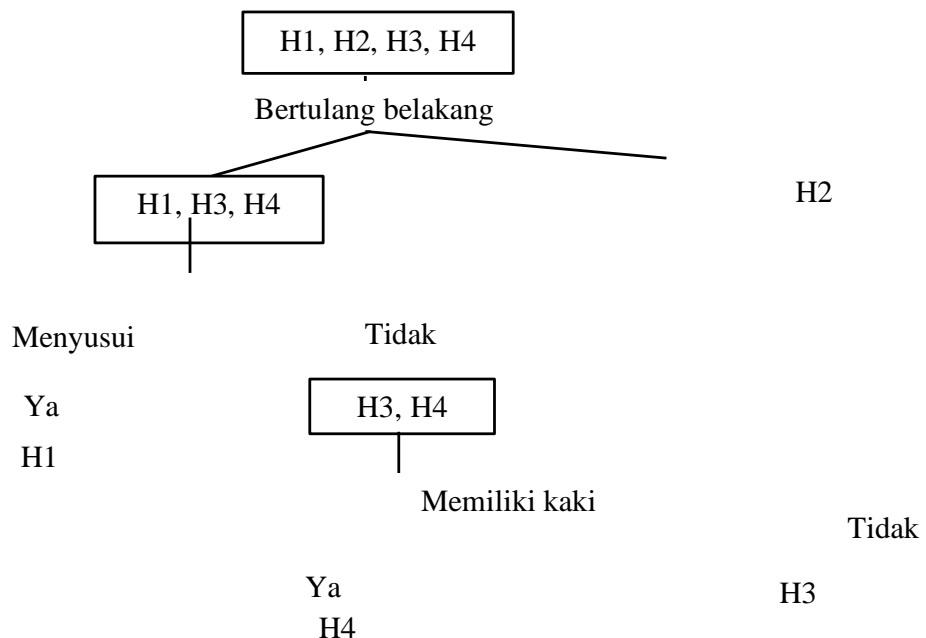 H1, H2, H3, H4
Bertulang belakang
H1, H3, H4
H2
Menyusui
Tidak
Ya
H3, H4
H1
Memiliki kaki
Tidak
Ya
H3
H4